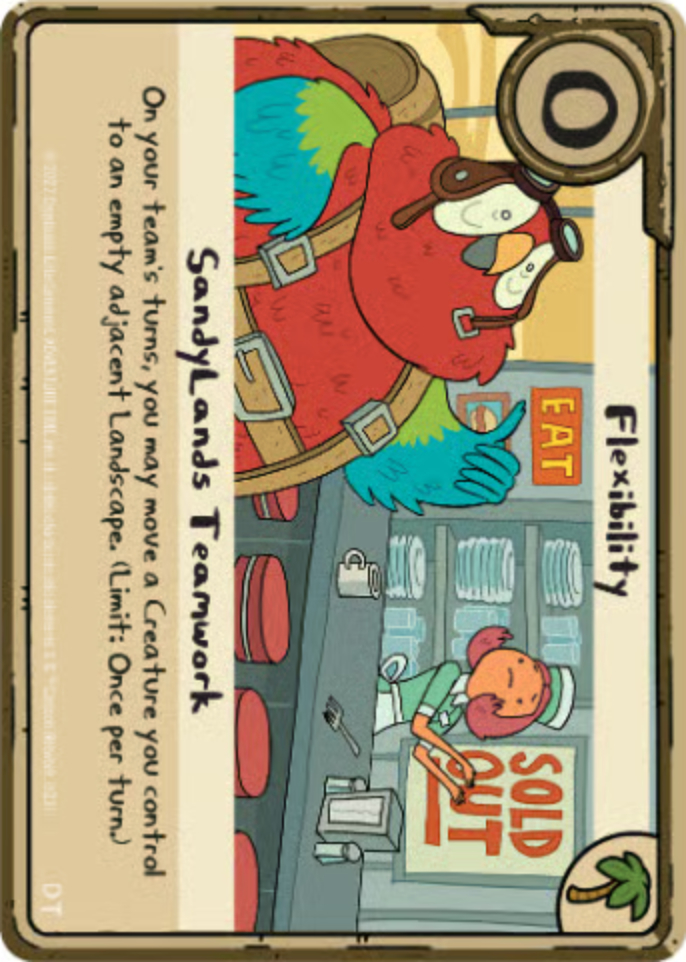 0
Flexibility
EAT
SOLD
OUT
SandyLands Teamwork
On your team's turns, you may move a Creature you control
to an empty adjacent Landscape. (Limit: Once per turn.)
DT